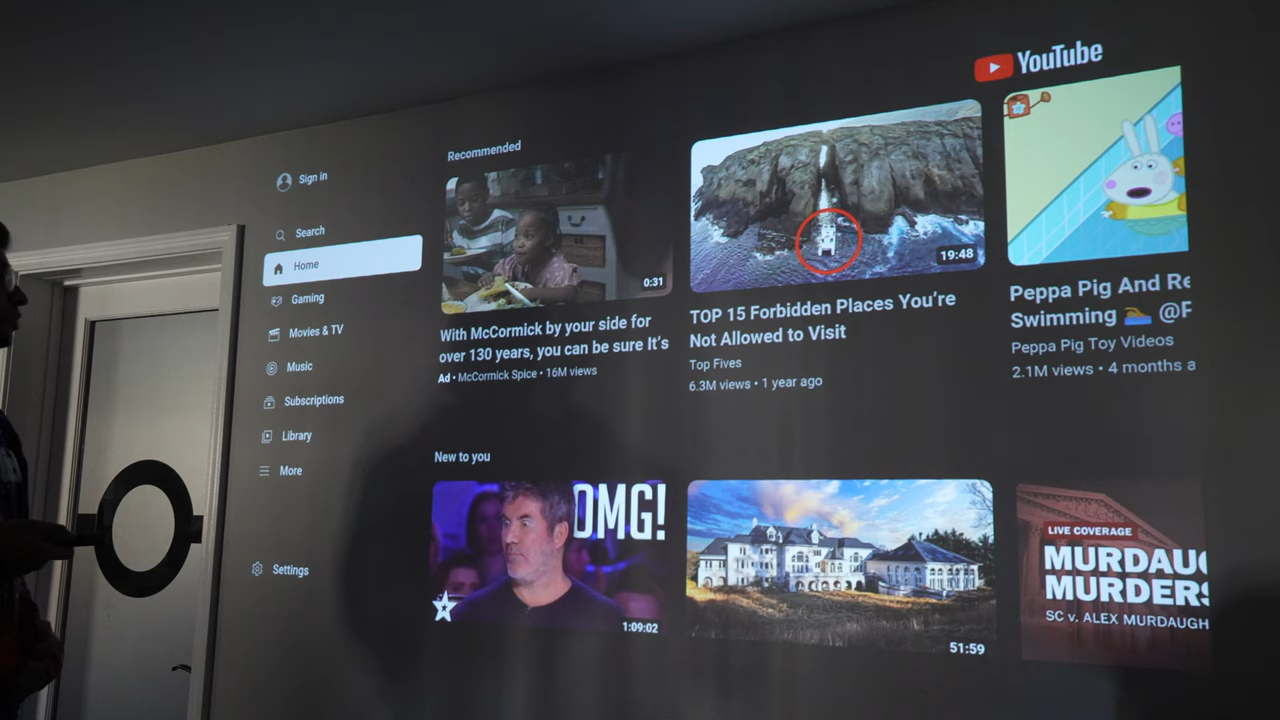 YouTube
Sign in
Search
Home
Gaming
Movies & TV
Music
Subscriptions
Library
More
Settings
Recommended
0:31
With McCormick by your side for
over 130 years, you can be sure It's
Ad • McCormick Spice • 16M views
19:48
TOP 15 Forbidden Places You're
Not Allowed to Visit
Top Fives
6.3M views • 1 year ago
Peppa Pig And Re
Swimming @
Peppa Pig Toy Videos
2.1M views • 4 months a
New to you
OMG!
1:09:02
51:59
LIVE COVERAGE
MURDAUG
MURDERS
SC v. ALEX MURDAUGH